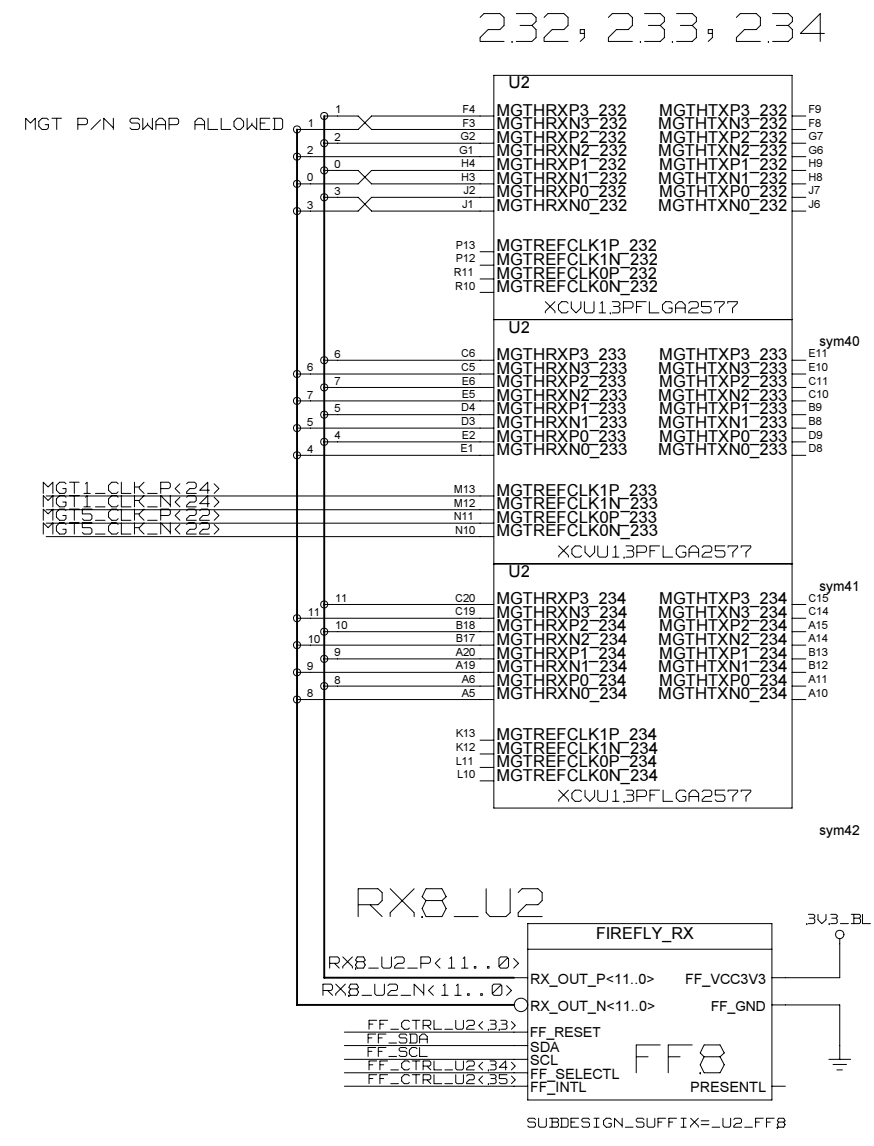 232, 233, 234
U2
MGT P/N SWAP ALLOWED
1 F4 MGTHRXP3_232 MGTHTXP3_232 F9
1 F3 MGTHRXN3_232 MGTHTXN3_232 F8
2 G2 MGTHRXP2_232 MGTHTXP2_232 G7
2 G1 MGTHRXN2_232 MGTHTXN2_232 G6
0 H4 MGTHRXP1_232 MGTHTXP1_232 H9
0 H3 MGTHRXN1_232 MGTHTXN1_232 H8
3 J2 MGTHRXP0_232 MGTHTXP0_232 J7
3 J1 MGTHRXN0_232 MGTHTXN0_232 J6
P13 MGTREFCLK1P_232
P12 MGTREFCLK1N_232
R11 MGTREFCLK0P_232
R10 MGTREFCLK0N_232
XCVU13PFLGA2577
U2
sym40
6 C6 MGTHRXP3_233 MGTHTXP3_233 E11
6 C5 MGTHRXN3_233 MGTHTXN3_233 E10
7 E6 MGTHRXP2_233 MGTHTXP2_233 C11
7 E5 MGTHRXN2_233 MGTHTXN2_233 C10
5 D4 MGTHRXP1_233 MGTHTXP1_233 B9
5 D3 MGTHRXN1_233 MGTHTXN1_233 B8
4 E2 MGTHRXP0_233 MGTHTXP0_233 D9
4 E1 MGTHRXN0_233 MGTHTXN0_233 D8
MGT1_CLK_P<24> M13 MGTREFCLK1P_233
MGT1_CLK_N<24> M12 MGTREFCLK1N_233
MGT5_CLK_P<22> N11 MGTREFCLK0P_233
MGT5_CLK_N<22> N10 MGTREFCLK0N_233
XCVU13PFLGA2577
U2
sym41
11 C20 MGTHRXP3_234 MGTHTXP3_234 C15
11 C19 MGTHRXN3_234 MGTHTXN3_234 C14
10 B18 MGTHRXP2_234 MGTHTXP2_234 A15
10 B17 MGTHRXN2_234 MGTHTXN2_234 A14
9 A20 MGTHRXP1_234 MGTHTXP1_234 B13
9 A19 MGTHRXN1_234 MGTHTXN1_234 B12
8 A6 MGTHRXP0_234 MGTHTXP0_234 A11
8 A5 MGTHRXN0_234 MGTHTXN0_234 A10
K13 MGTREFCLK1P_234
K12 MGTREFCLK1N_234
L11 MGTREFCLK0P_234
L10 MGTREFCLK0N_234
XCVU13PFLGA2577
sym42
RX8_U2
3V3_BL
FIREFLY_RX
RX8_U2_P<11..0> RX_OUT_P<11..0> FF_VCC3V3
RX8_U2_N<11..0> RX_OUT_N<11..0> FF_GND
FF_CTRL_U2<33> FF_RESET
FF_SDA SDA
FF_SCL SCL
FF8
FF_CTRL_U2<34> FF_SELECTL
FF_CTRL_U2<35> FF_INTL PRESENTL
SUBDESIGN_SUFFIX=_U2_FF8